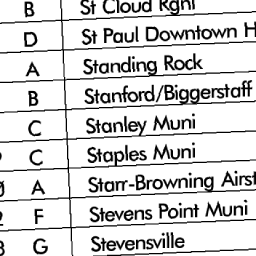 B St Cloud Rgnl
D St Paul Downtown H
A Standing Rock
B Stanford/Biggerstaff
C Stanley Muni
C Staples Muni
A Starr-Browning Airst
F Stevens Point Muni
G Stevensville